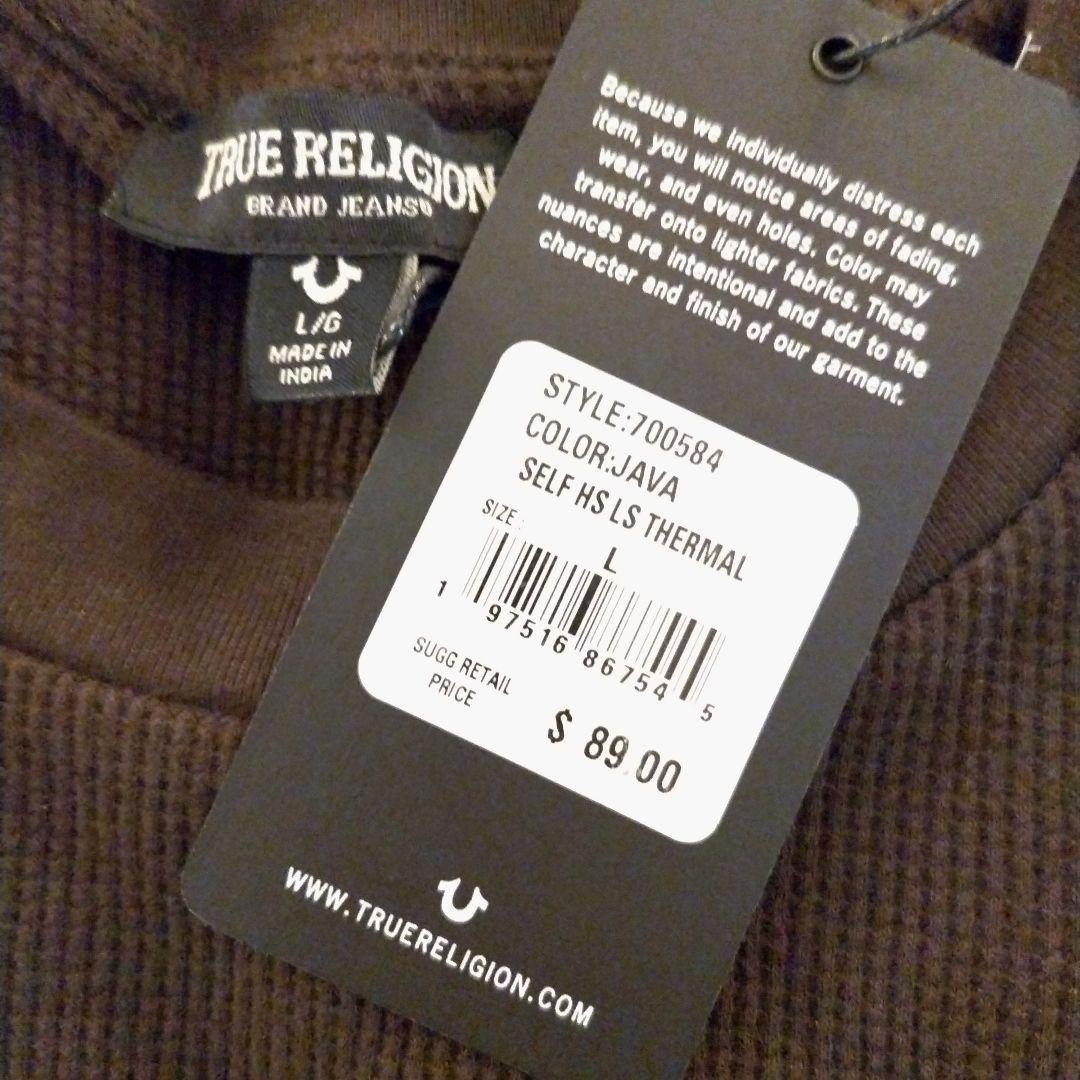 TRUE RELIGION
BRAND JEANS®
L/G
MADE IN
INDIA
Because we individually distress each
item, you will notice areas of fading,
wear, and even holes. Color may
transfer onto lighter fabrics. These
nuances are intentional and add to the
character and finish of our garment.
STYLE:700584
COLOR:JAVA
SELF HS LS THERMAL
SIZE:
L
1 97516 86754 5
SUGG RETAIL
PRICE
$ 89.00
WWW.TRUERELIGION.COM